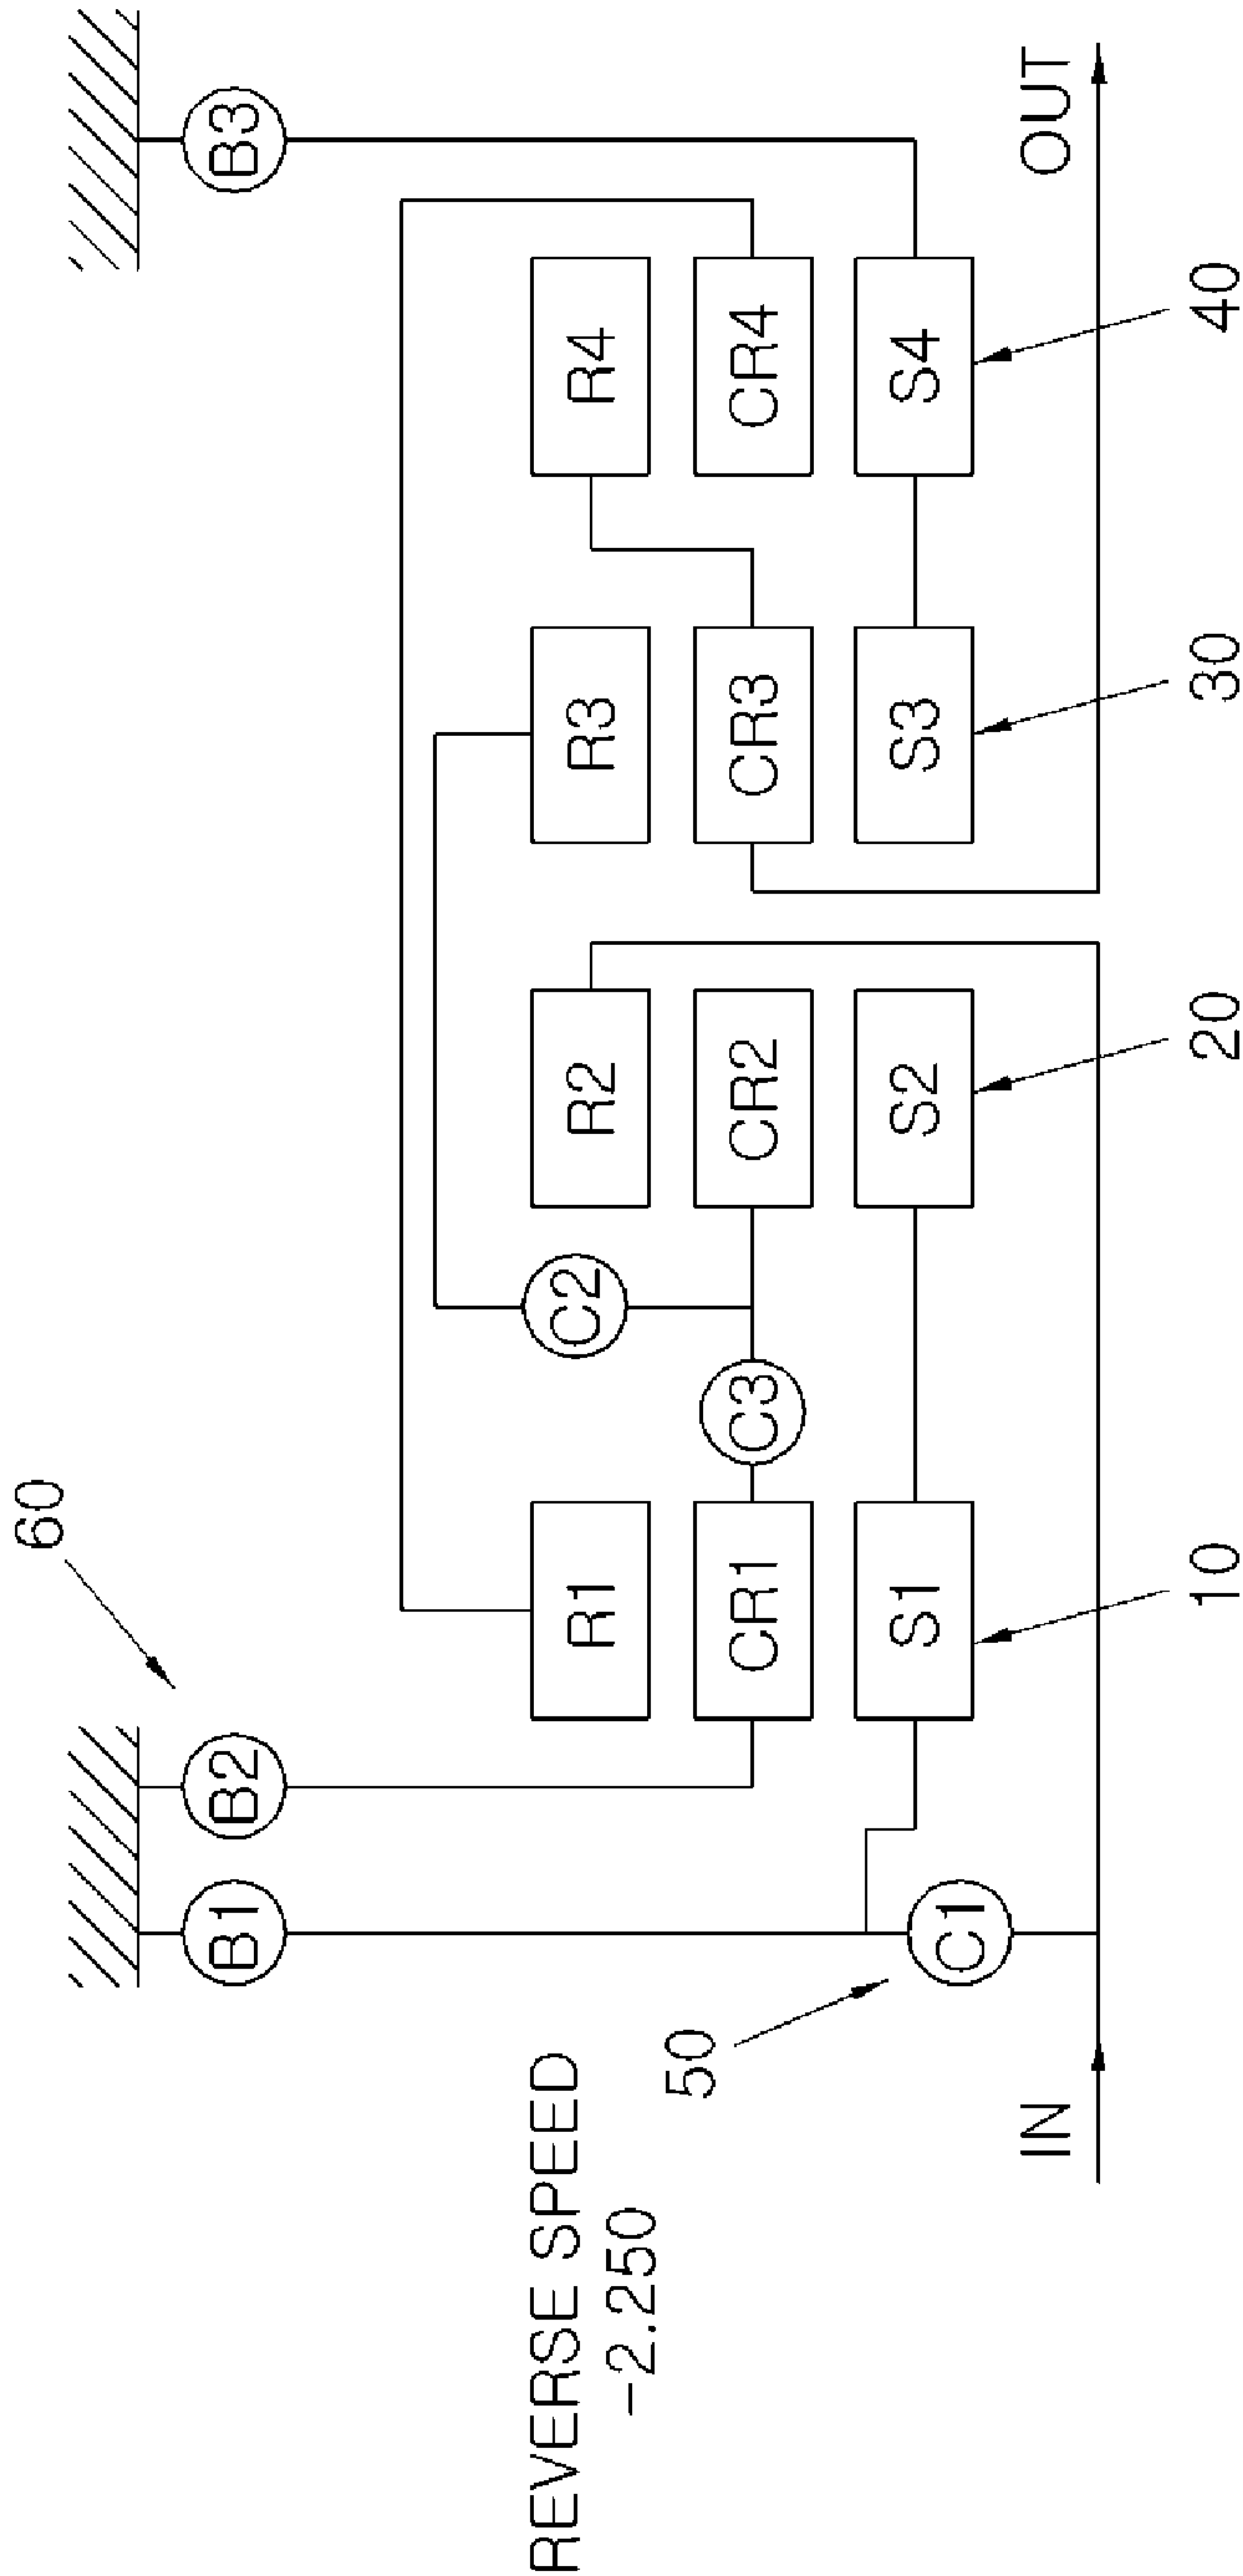 REVERSE SPEED
-2.250
60
50
B1
B2
B3
C2
R1
R2
R3
R4
CR1
C3
CR2
CR3
CR4
C1
S1
S2
S3
S4
IN
OUT
10
20
30
40